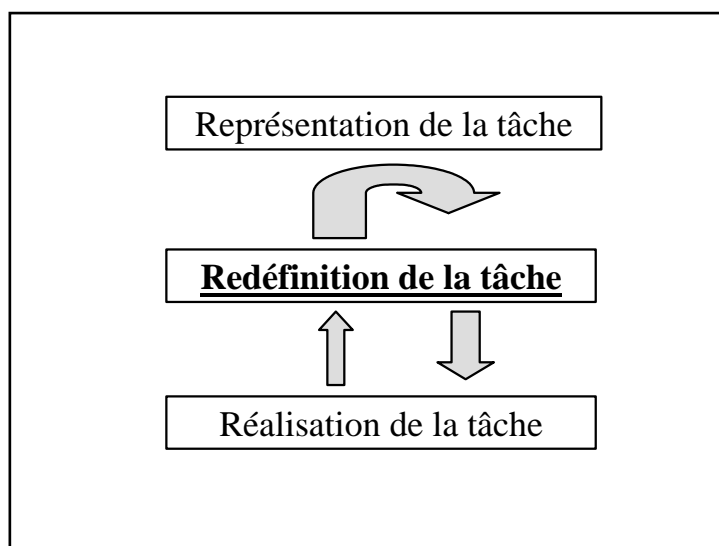 Représentation de la tâche
Redéfinition de la tâche
Réalisation de la tâche